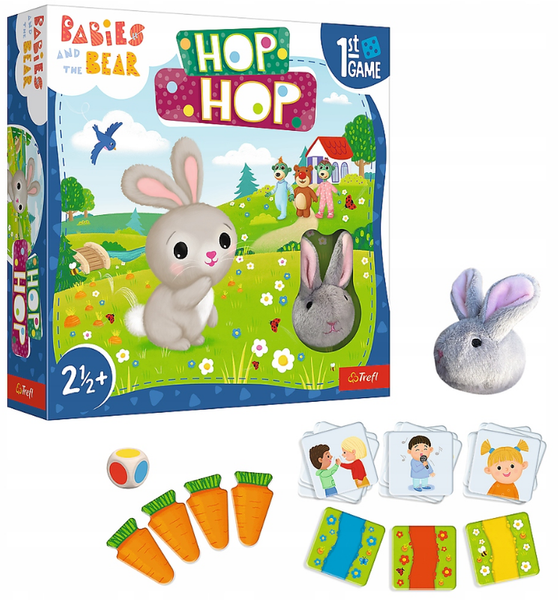 BABIES
AND THE
BEAR
HOP
HOP
1st
GAME
BABIES
AND THE
BEAR
HOP
HOP
2½+
Trefl